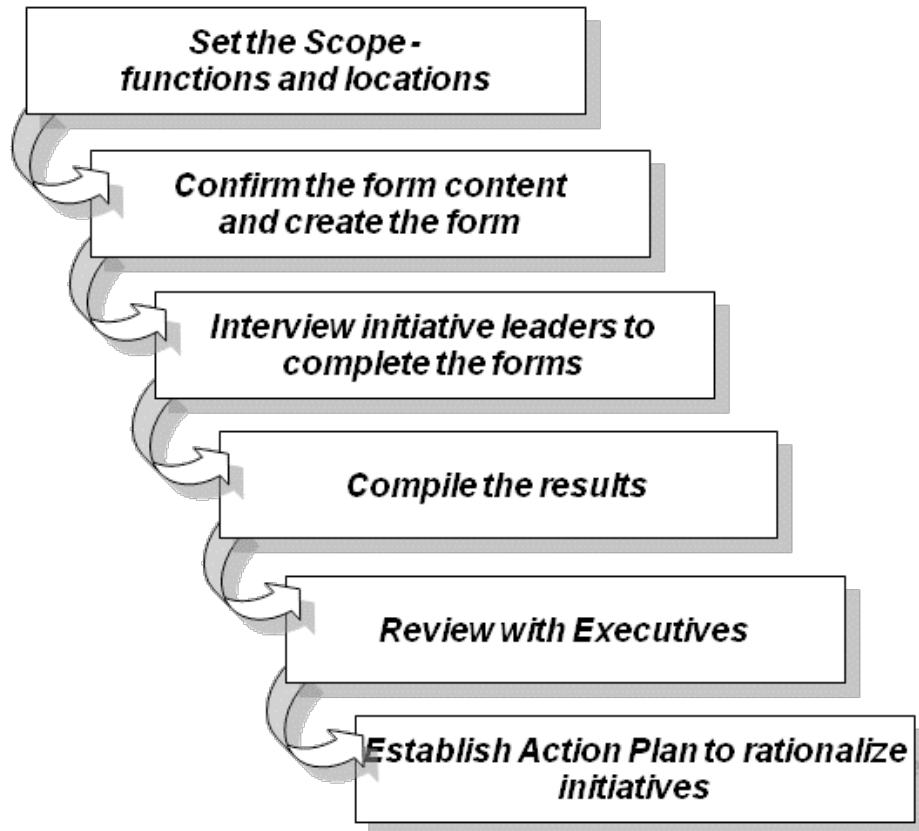 Set the Scope -
functions and locations
Confirm the form content
and create the form
Interview initiative leaders to
complete the forms
Compile the results
Review with Executives
Establish Action Plan to rationalize
initiatives